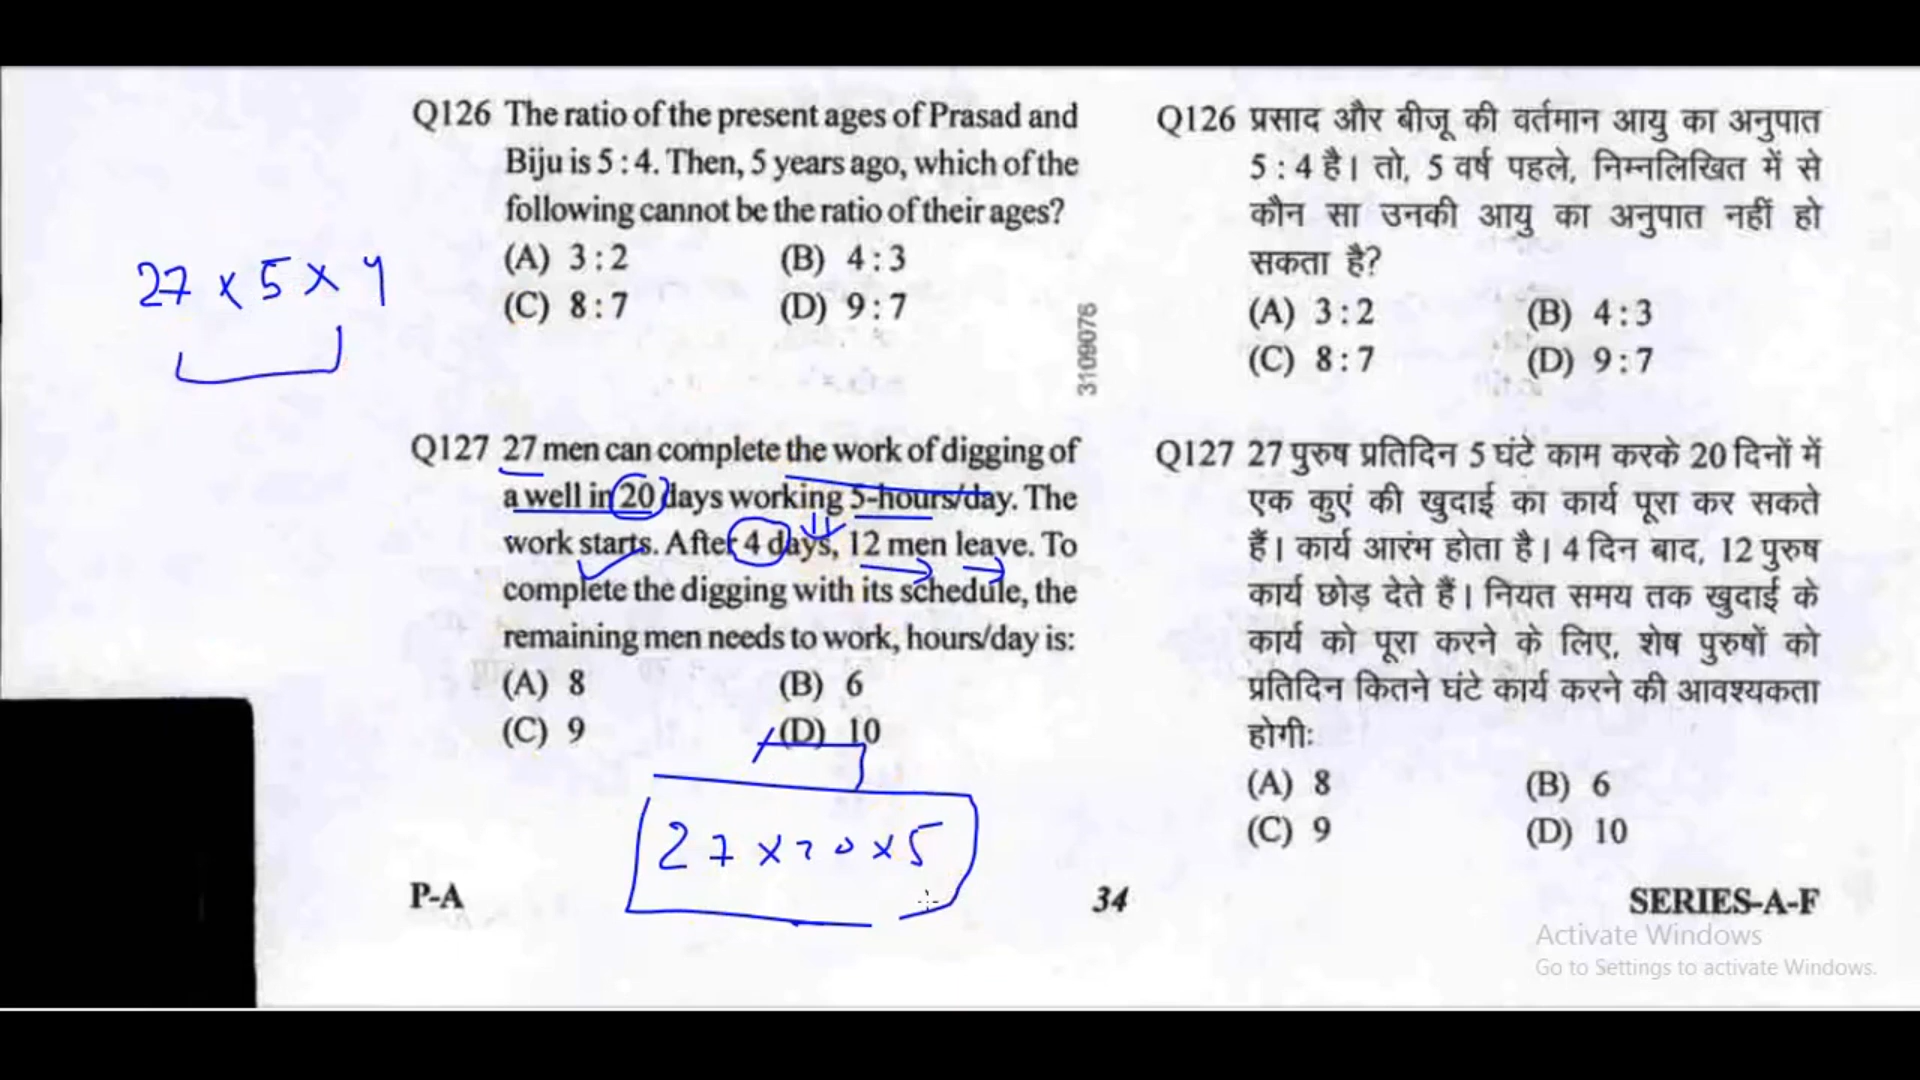 Q126 The ratio of the present ages of Prasad and
Biju is 5 : 4. Then, 5 years ago, which of the
following cannot be the ratio of their ages?
(A) 3 : 2 (B) 4 : 3
(C) 8 : 7 (D) 9 : 7
27 × 5 × 4
3109076
Q127 27 men can complete the work of digging of
a well in 20 days working 5-hours/day. The
work starts. After 4 days, 12 men leave. To
complete the digging with its schedule, the
remaining men needs to work, hours/day is:
(A) 8 (B) 6
(C) 9 (D) 10
27 × 20 × 5
Q126 प्रसाद और बीजू की वर्तमान आयु का अनुपात
5 : 4 है। तो, 5 वर्ष पहले, निम्नलिखित में से
कौन सा उनकी आयु का अनुपात नहीं हो
सकता है?
(A) 3 : 2 (B) 4 : 3
(C) 8 : 7 (D) 9 : 7
Q127 27 पुरुष प्रतिदिन 5 घंटे काम करके 20 दिनों में
एक कुएं की खुदाई का कार्य पूरा कर सकते
हैं। कार्य आरंभ होता है। 4 दिन बाद, 12 पुरुष
कार्य छोड़ देते हैं। नियत समय तक खुदाई के
कार्य को पूरा करने के लिए, शेष पुरुषों को
प्रतिदिन कितने घंटे कार्य करने की आवश्यकता
होगीः
(A) 8 (B) 6
(C) 9 (D) 10
P-A 34 SERIES-A-F
Activate Windows
Go to Settings to activate Windows.